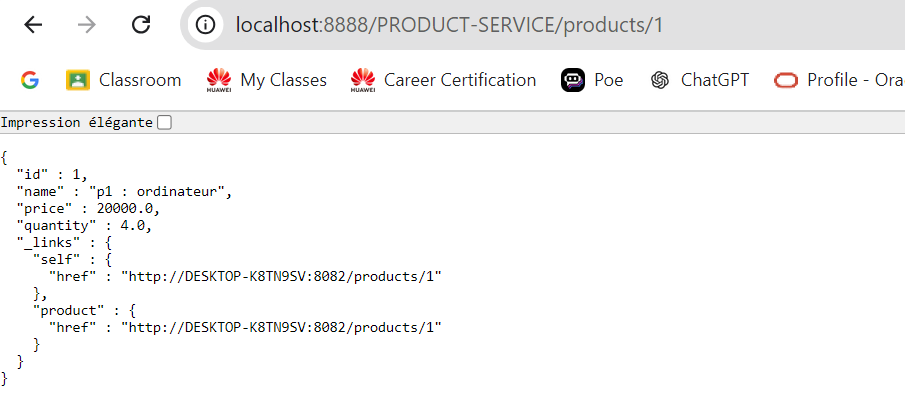 localhost:8888/PRODUCT-SERVICE/products/1
G Classroom HUAWEI My Classes HUAWEI Career Certification Poe ChatGPT Profile - Ora
Impression élégante
{
  "id" : 1,
  "name" : "p1 : ordinateur",
  "price" : 20000.0,
  "quantity" : 4.0,
  "_links" : {
    "self" : {
      "href" : "http://DESKTOP-K8TN9SV:8082/products/1"
    },
    "product" : {
      "href" : "http://DESKTOP-K8TN9SV:8082/products/1"
    }
  }
}